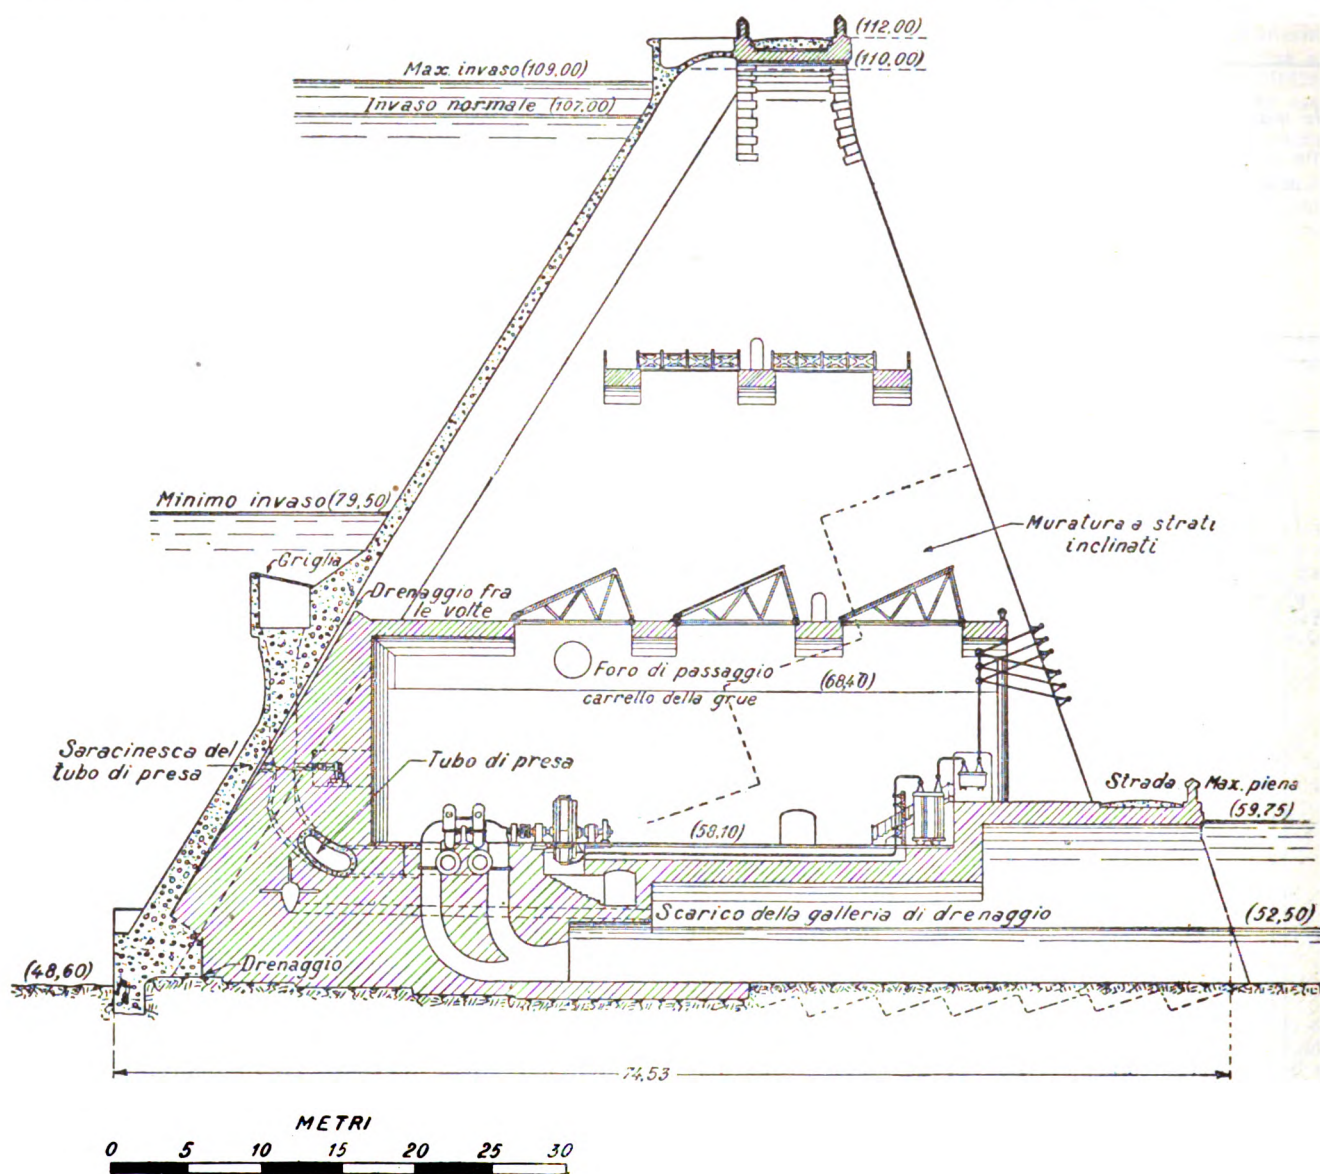 (112,00)
(110,00)
Max. invaso (109,00)
Invaso normale (107,00)
Minimo invaso (79,50)
Griglia
Muratura a strati
inclinati
Drenaggio fra
le volte
Foro di passaggio
(68,40)
carrello della grue
Saracinesca del
tubo di presa
Tubo di presa
Strada
Max. piena
(59,75)
(58,10)
Scarico della galleria di drenaggio
(52,50)
(48,60)
Drenaggio
74,53
METRI
0 5 10 15 20 25 30